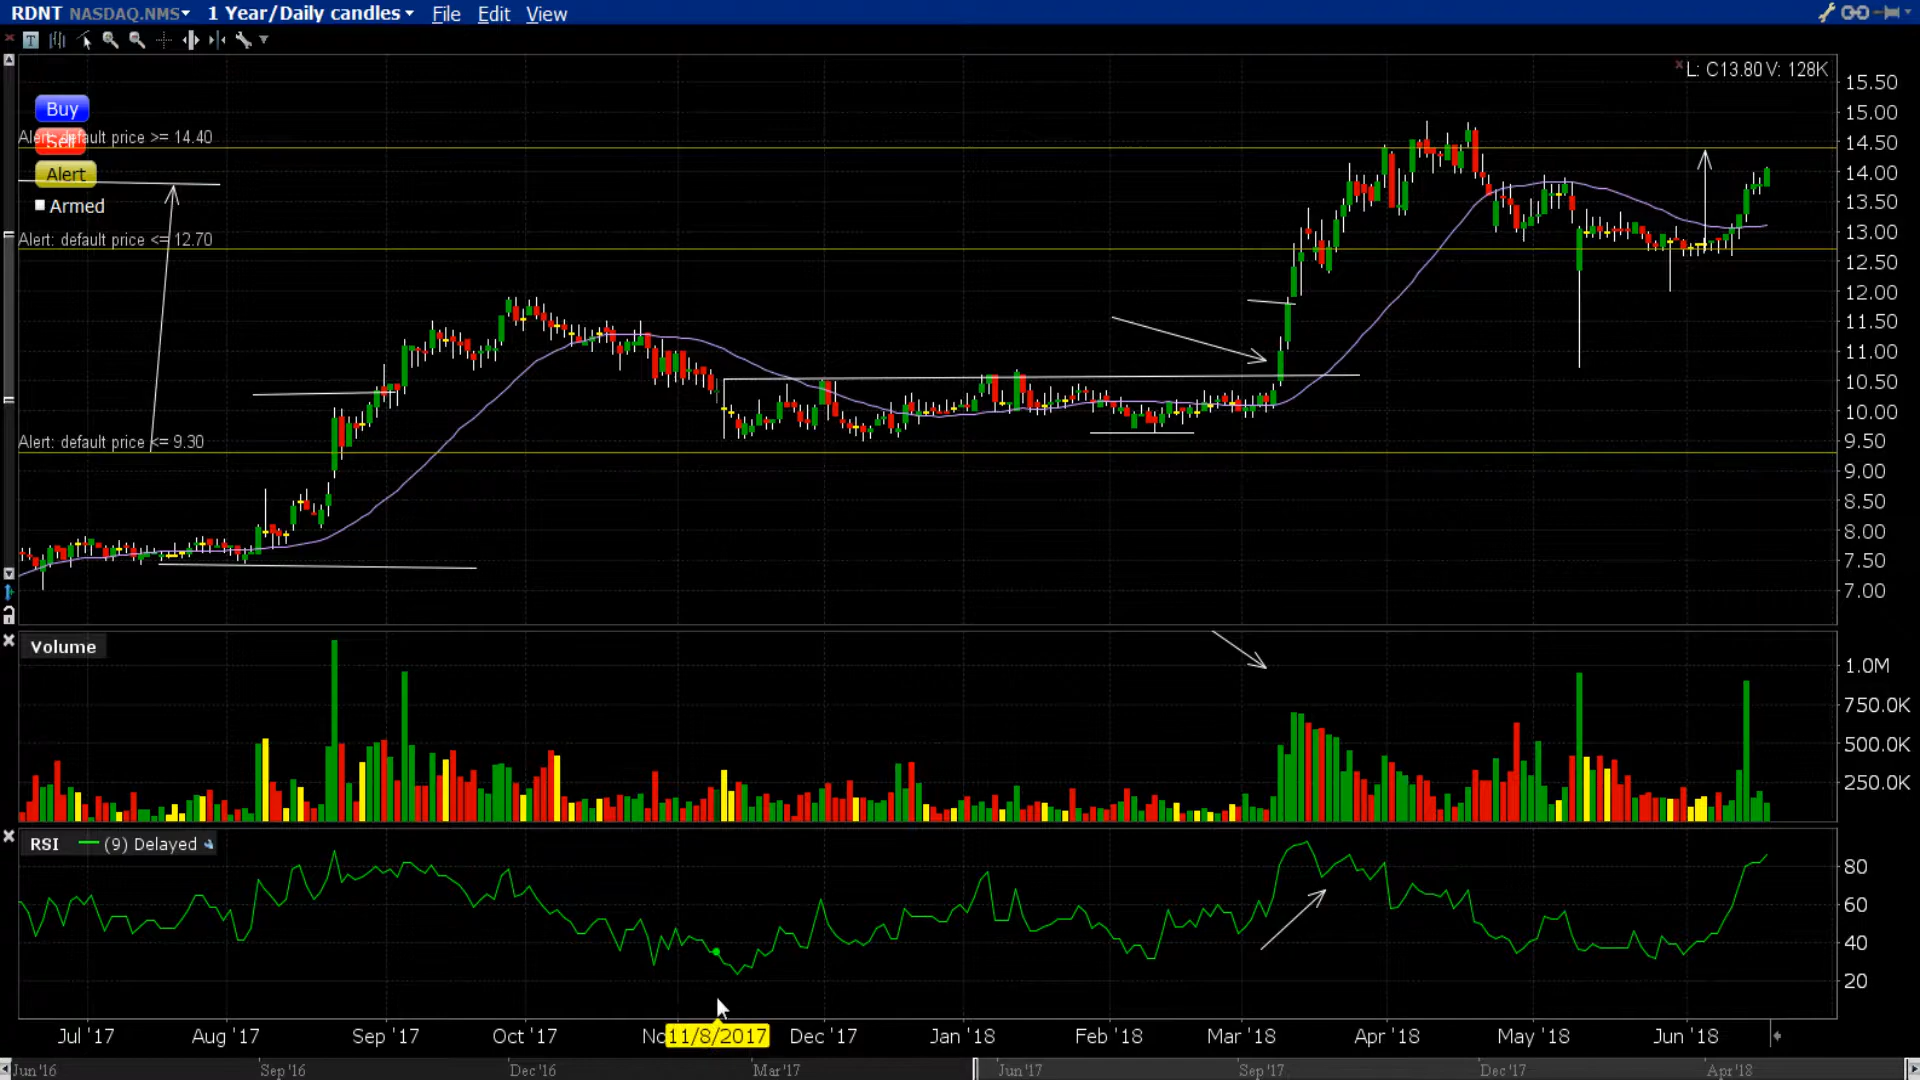 RDNT NASDAQ.NMS 1 Year/Daily candles File Edit View
L: C13.80 V: 128K
Buy
Alert: default price >= 14.40
Sell
Alert
Armed
Alert: default price <= 12.70
Alert: default price <= 9.30
15.50
15.00
14.50
14.00
13.50
13.00
12.50
12.00
11.50
11.00
10.50
10.00
9.50
9.00
8.50
8.00
7.50
7.00
Volume
1.0M
750.0K
500.0K
250.0K
RSI (9) Delayed
80
60
40
20
Jul '17 Aug '17 Sep '17 Oct '17 No 11/8/2017 Dec '17 Jan '18 Feb '18 Mar '18 Apr '18 May '18 Jun '18
Jun '16 Sep '16 Dec '16 Mar '17 Jun '17 Sep '17 Dec '17 Apr '18